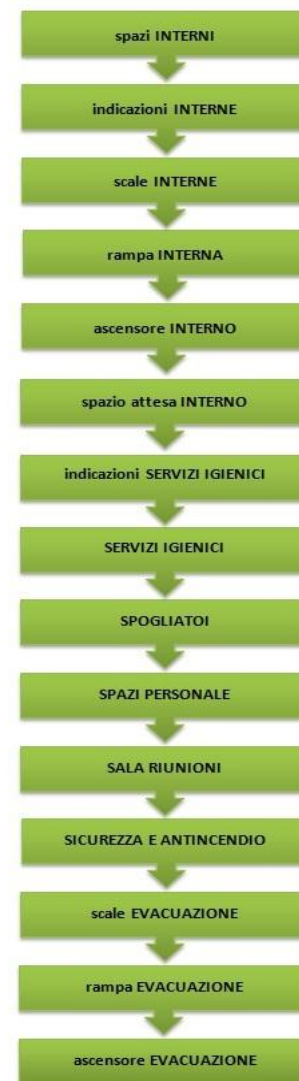 spazi INTERNI
indicazioni INTERNE
scale INTERNE
rampa INTERNA
ascensore INTERNO
spazio attesa INTERNO
indicazioni SERVIZI IGIENICI
SERVIZI IGIENICI
SPOGLIATOI
SPAZI PERSONALE
SALA RIUNIONI
SICUREZZA E ANTINCENDIO
scale EVACUAZIONE
rampa EVACUAZIONE
ascensore EVACUAZIONE